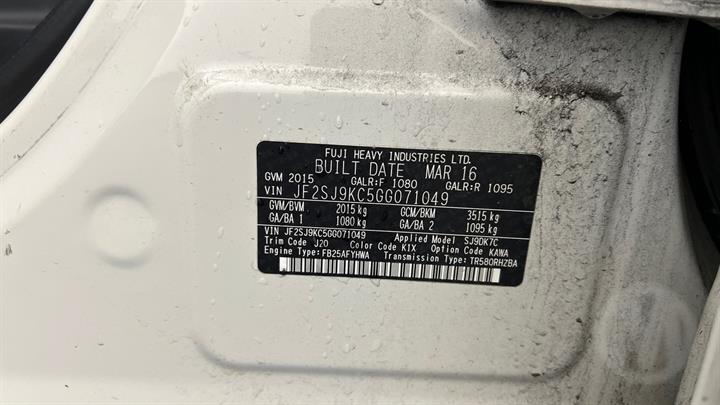 FUJI HEAVY INDUSTRIES LTD.
BUILT DATE MAR 16
GVM 2015 GALR:F 1080 GALR:R 1095
VIN JF2SJ9KC5GG071049
GVM/BVM 2015 kg GCM/BKM 3515 kg
GA/BA 1 1080 kg GA/BA 2 1095 kg
VIN JF2SJ9KC5GG071049 Applied Model SJ9DK7C
Trim Code J20 Color Code K1X Option Code KAWA
Engine Type: FB25AFYHWA Transmission Type: TR580RHZBA